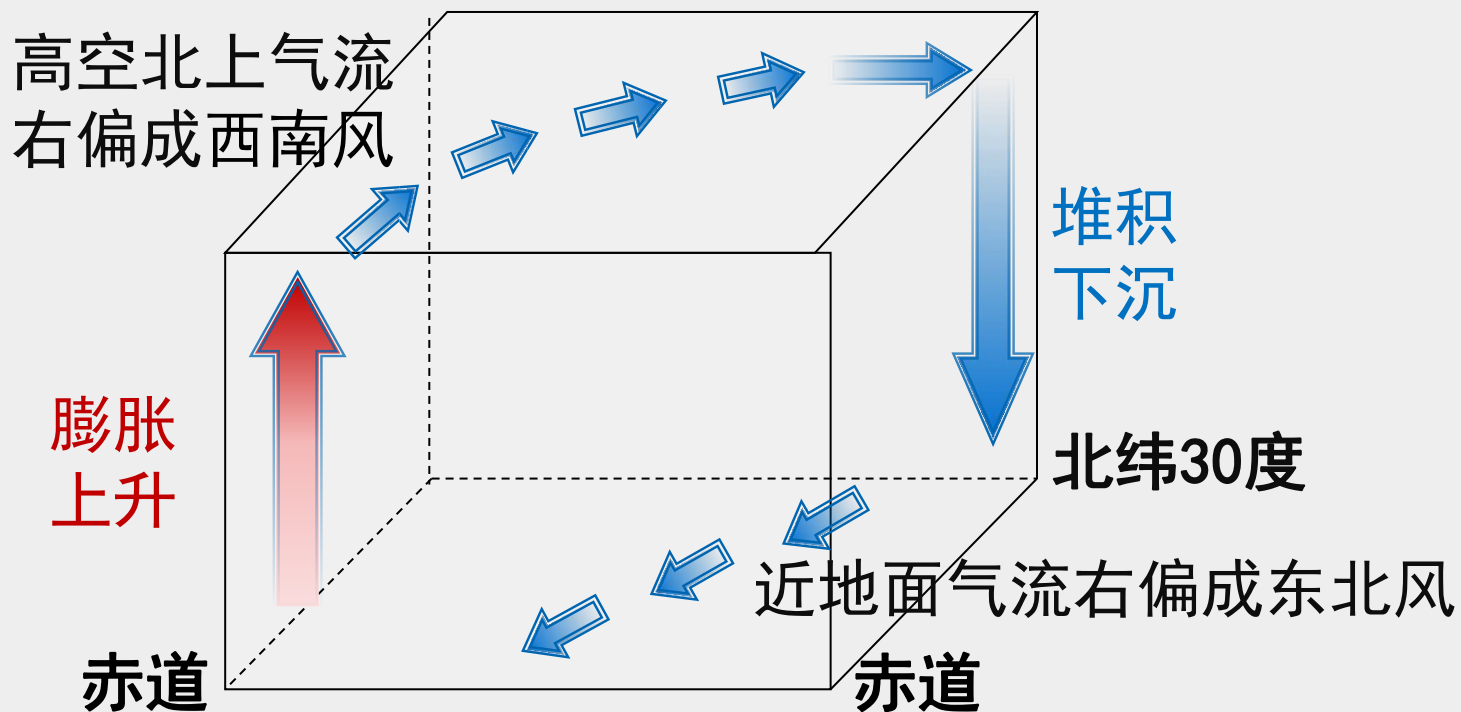 高空北上气流
右偏成西南风
堆积
下沉
膨胀
上升
北纬30度
近地面气流右偏成东北风
赤道
赤道